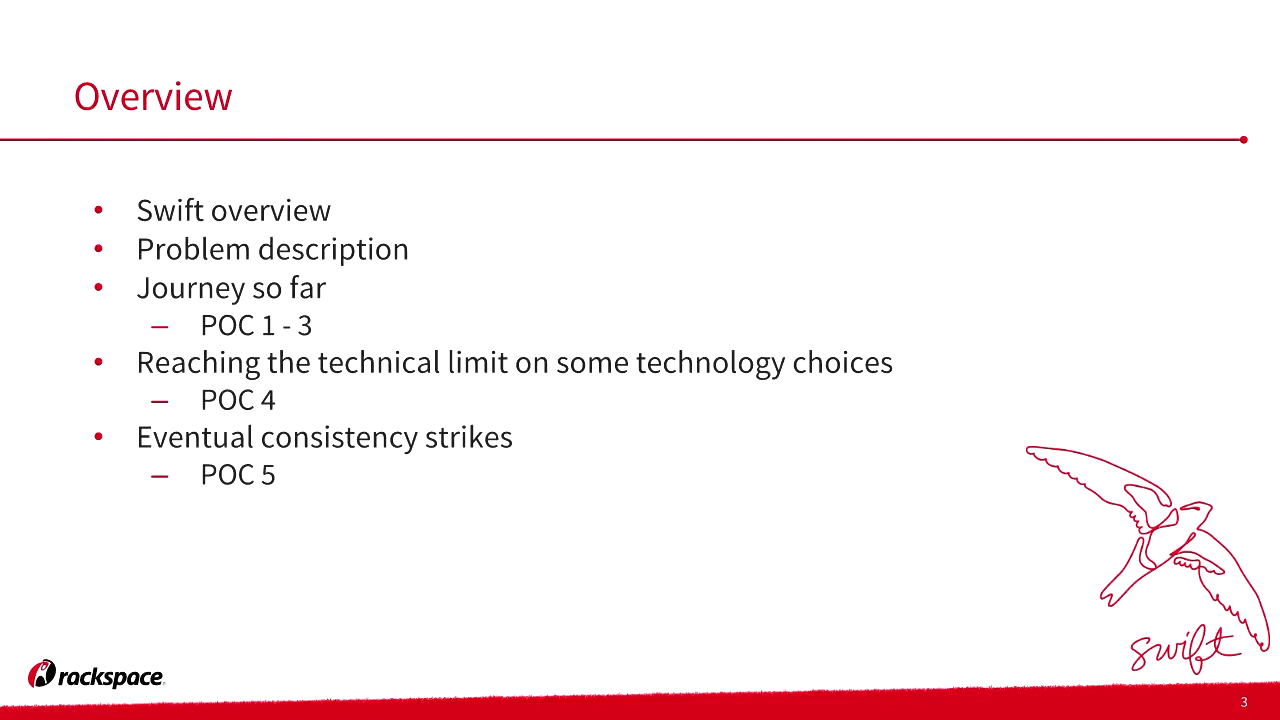 Overview
• Swift overview
• Problem description
• Journey so far
– POC 1 - 3
• Reaching the technical limit on some technology choices
– POC 4
• Eventual consistency strikes
– POC 5
swift
rackspace
3